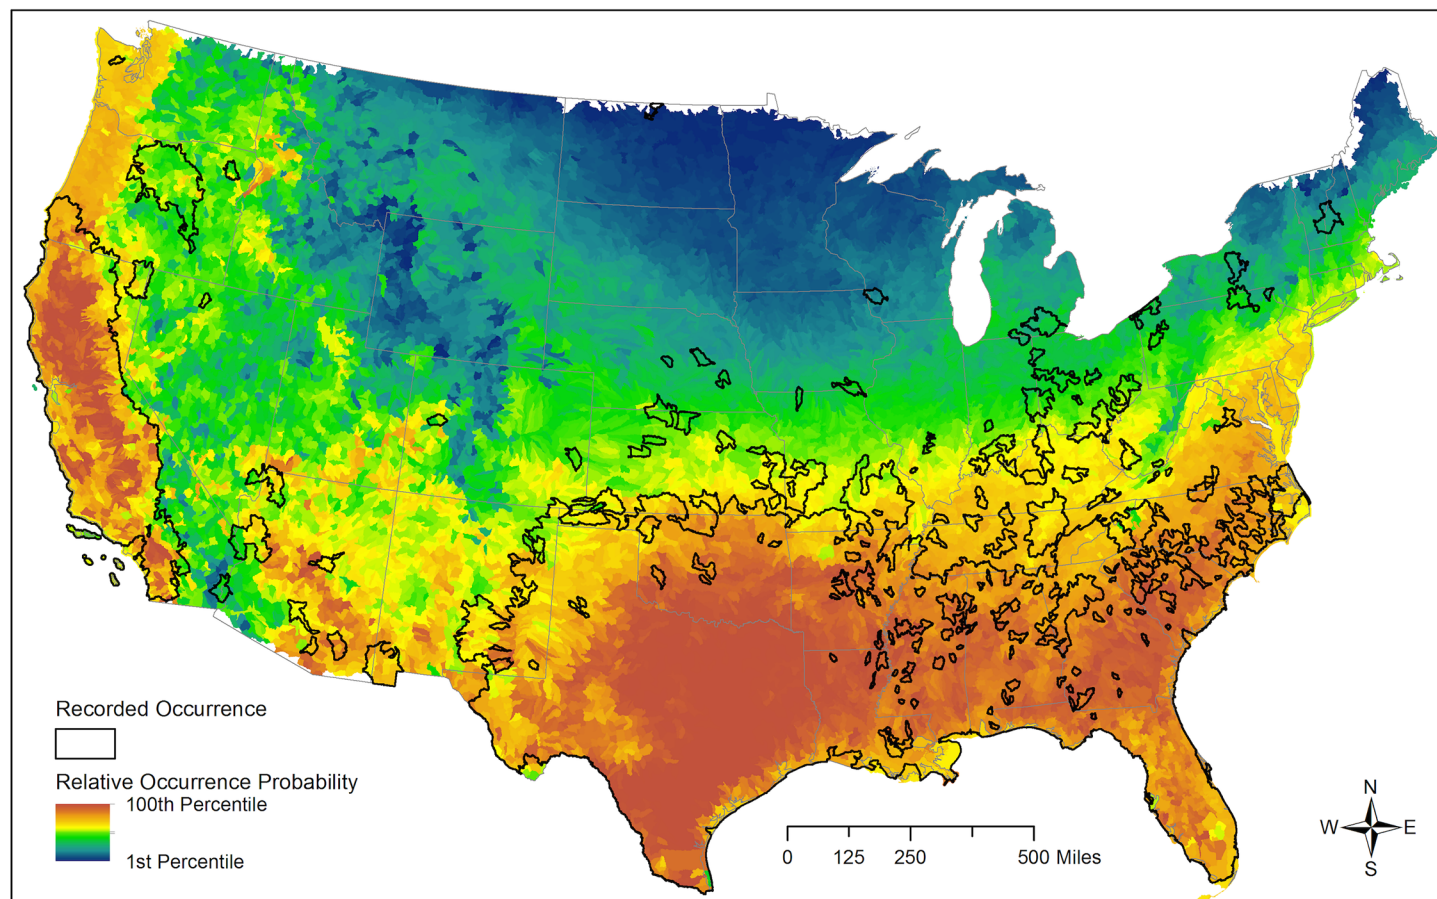 Recorded Occurrence
Relative Occurrence Probability
100th Percentile
1st Percentile
0 125 250 500 Miles
N
W E
S